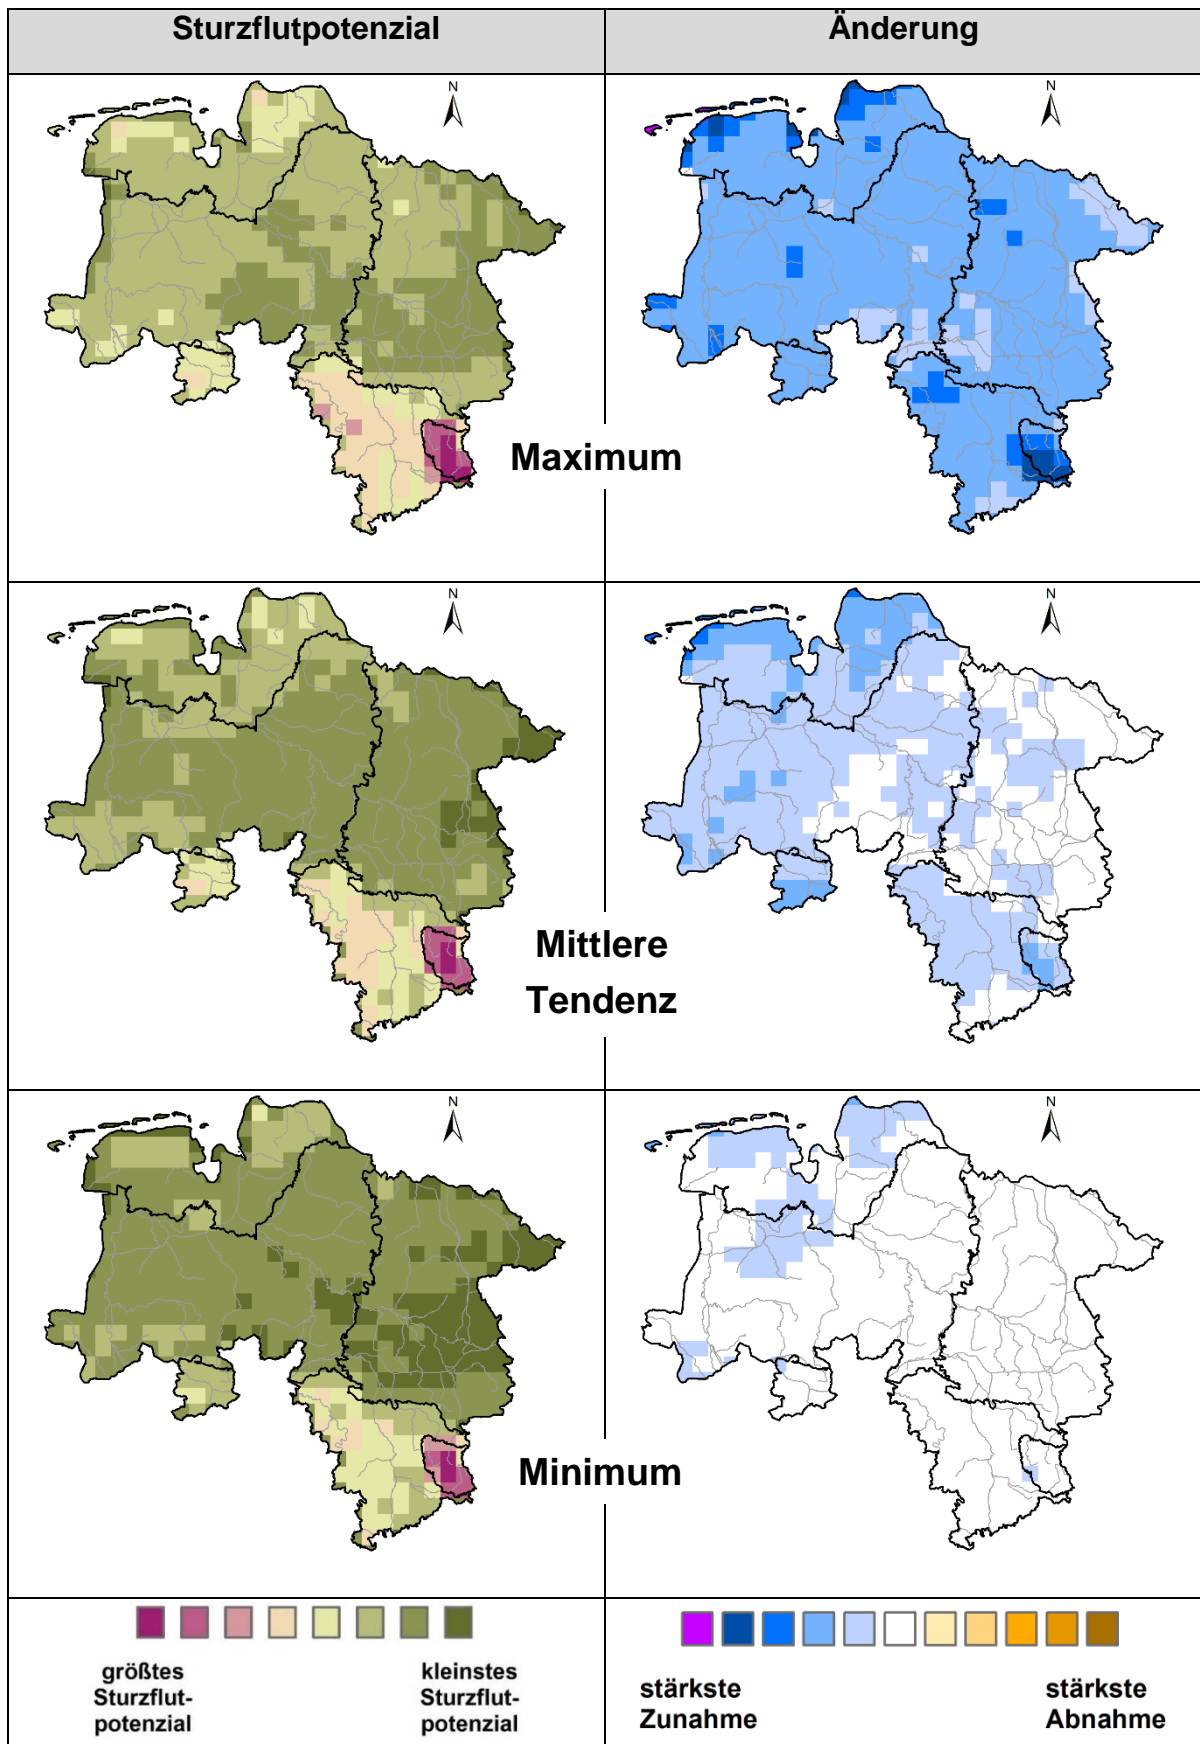 Sturzflutpotenzial
Änderung
N
N
Maximum
N
N
Mittlere
Tendenz
N
N
Minimum
größtes
Sturzflut-
potenzial
kleinstes
Sturzflut-
potenzial
stärkste
Zunahme
stärkste
Abnahme